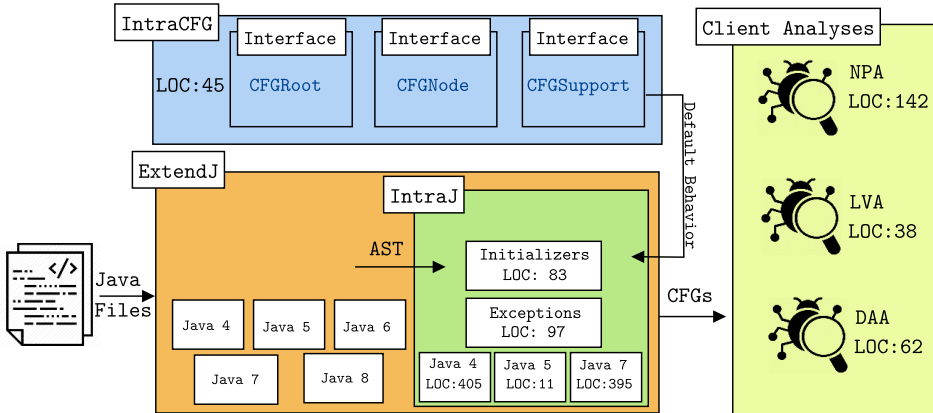 IntraCFG
Interface
Interface
Interface
LOC:45
CFGRoot
CFGNode
CFGSupport
Default Behavior
Client Analyses
NPA
LOC:142
LVA
LOC:38
DAA
LOC:62
ExtendJ
IntraJ
AST
Initializers
LOC: 83
Exceptions
LOC: 97
Java 4
LOC:405
Java 5
LOC:11
Java 7
LOC:395
Java 4
Java 5
Java 6
Java 7
Java 8
</>
Java
Files
CFGs